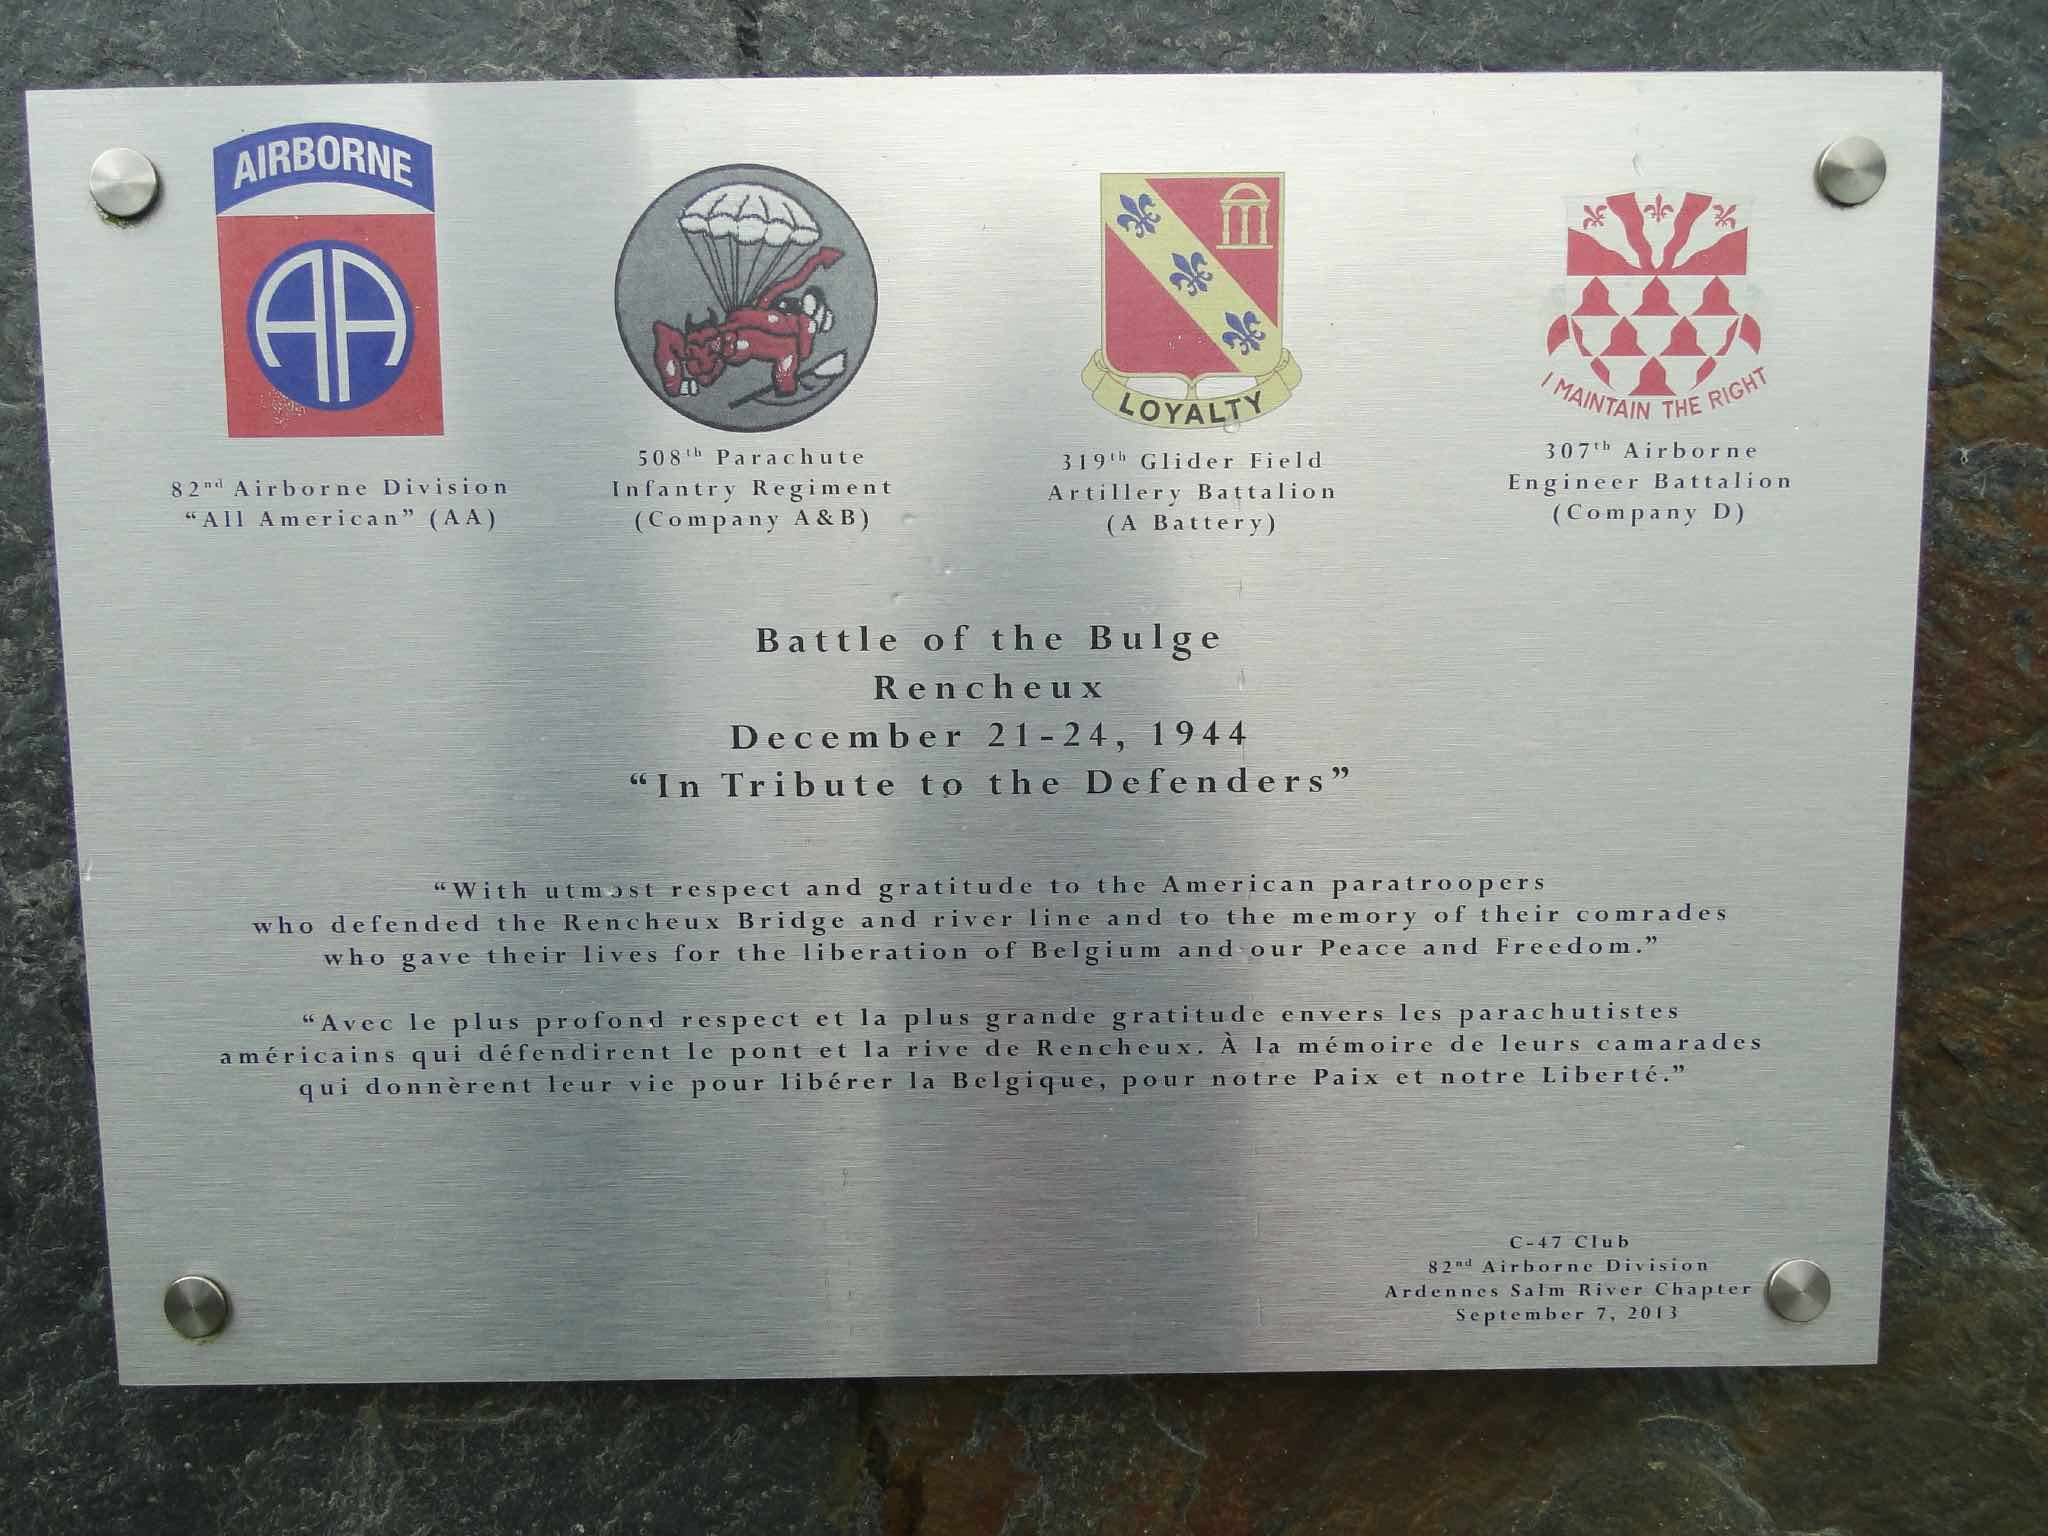 AIRBORNE
AA
82nd Airborne Division
“All American” (AA)
508th Parachute
Infantry Regiment
(Company A&B)
LOYALTY
319th Glider Field
Artillery Battalion
(A Battery)
I MAINTAIN THE RIGHT
307th Airborne
Engineer Battalion
(Company D)
Battle of the Bulge
Rencheux
December 21-24, 1944
“In Tribute to the Defenders”
“With utmost respect and gratitude to the American paratroopers
who defended the Rencheux Bridge and river line and to the memory of their comrades
who gave their lives for the liberation of Belgium and our Peace and Freedom.”
“Avec le plus profond respect et la plus grande gratitude envers les parachutistes
américains qui défendirent le pont et la rive de Rencheux. À la mémoire de leurs camarades
qui donnèrent leur vie pour libérer la Belgique, pour notre Paix et notre Liberté.”
C-47 Club
82nd Airborne Division
Ardennes Salm River Chapter
September 7, 2013